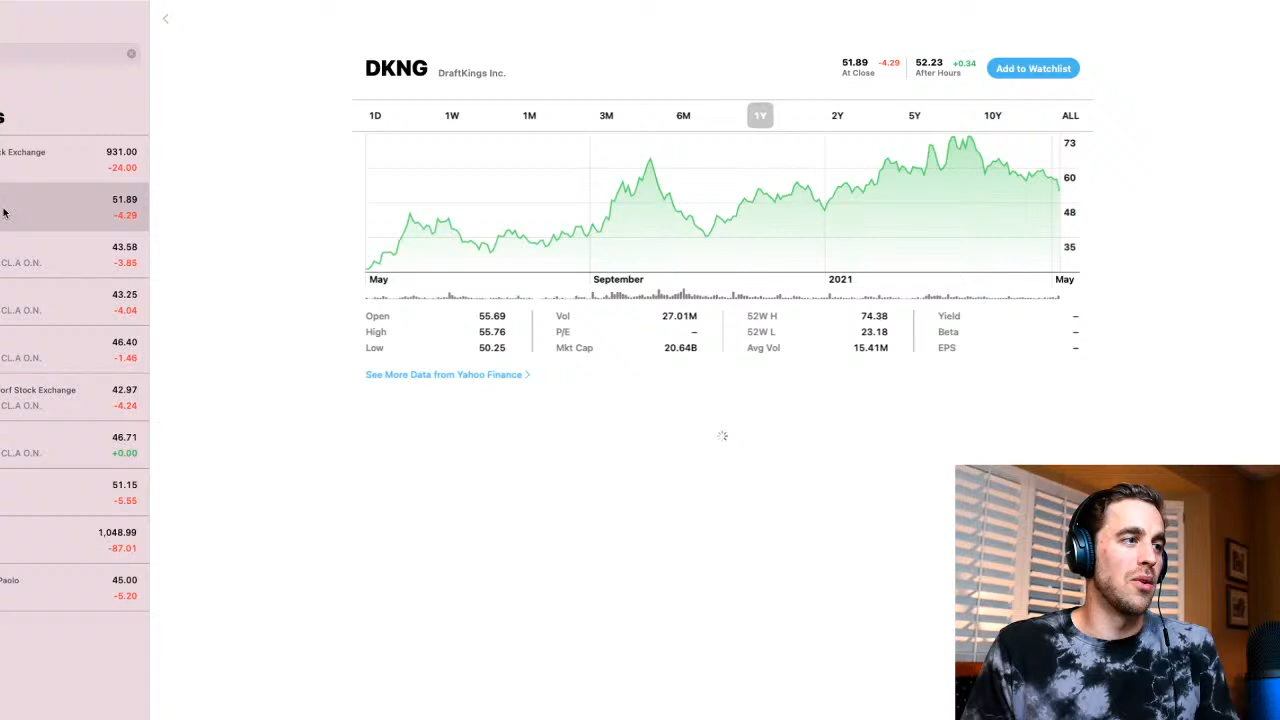 DKNG DraftKings Inc.
51.89 -4.29
At Close
52.23 +0.34
After Hours
Add to Watchlist
1D 1W 1M 3M 6M 1Y 2Y 5Y 10Y ALL
73
60
48
35
May September 2021 May
Open 55.69 Vol 27.01M 52W H 74.38 Yield –
High 55.76 P/E – 52W L 23.18 Beta –
Low 50.25 Mkt Cap 20.64B Avg Vol 15.41M EPS –
See More Data from Yahoo Finance >
s
ck Exchange 931.00
-24.00
51.89
-4.29
43.58
CL.A O.N. -3.85
43.25
CL.A O.N. -4.04
46.40
CL.A O.N. -1.46
orf Stock Exchange 42.97
CL.A O.N. -4.24
46.71
CL.A O.N. +0.00
51.15
-5.55
1,048.99
-87.01
Paolo 45.00
-5.20